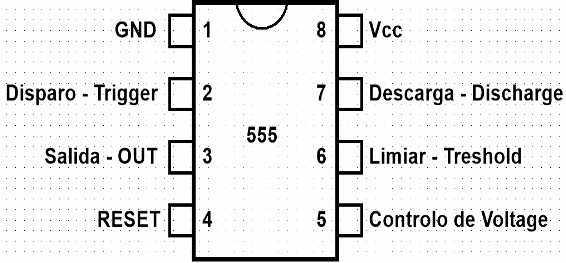 GND 1 8 Vcc
Disparo - Trigger 2 7 Descarga - Discharge
555
Salida - OUT 3 6 Limiar - Treshold
RESET 4 5 Controlo de Voltage